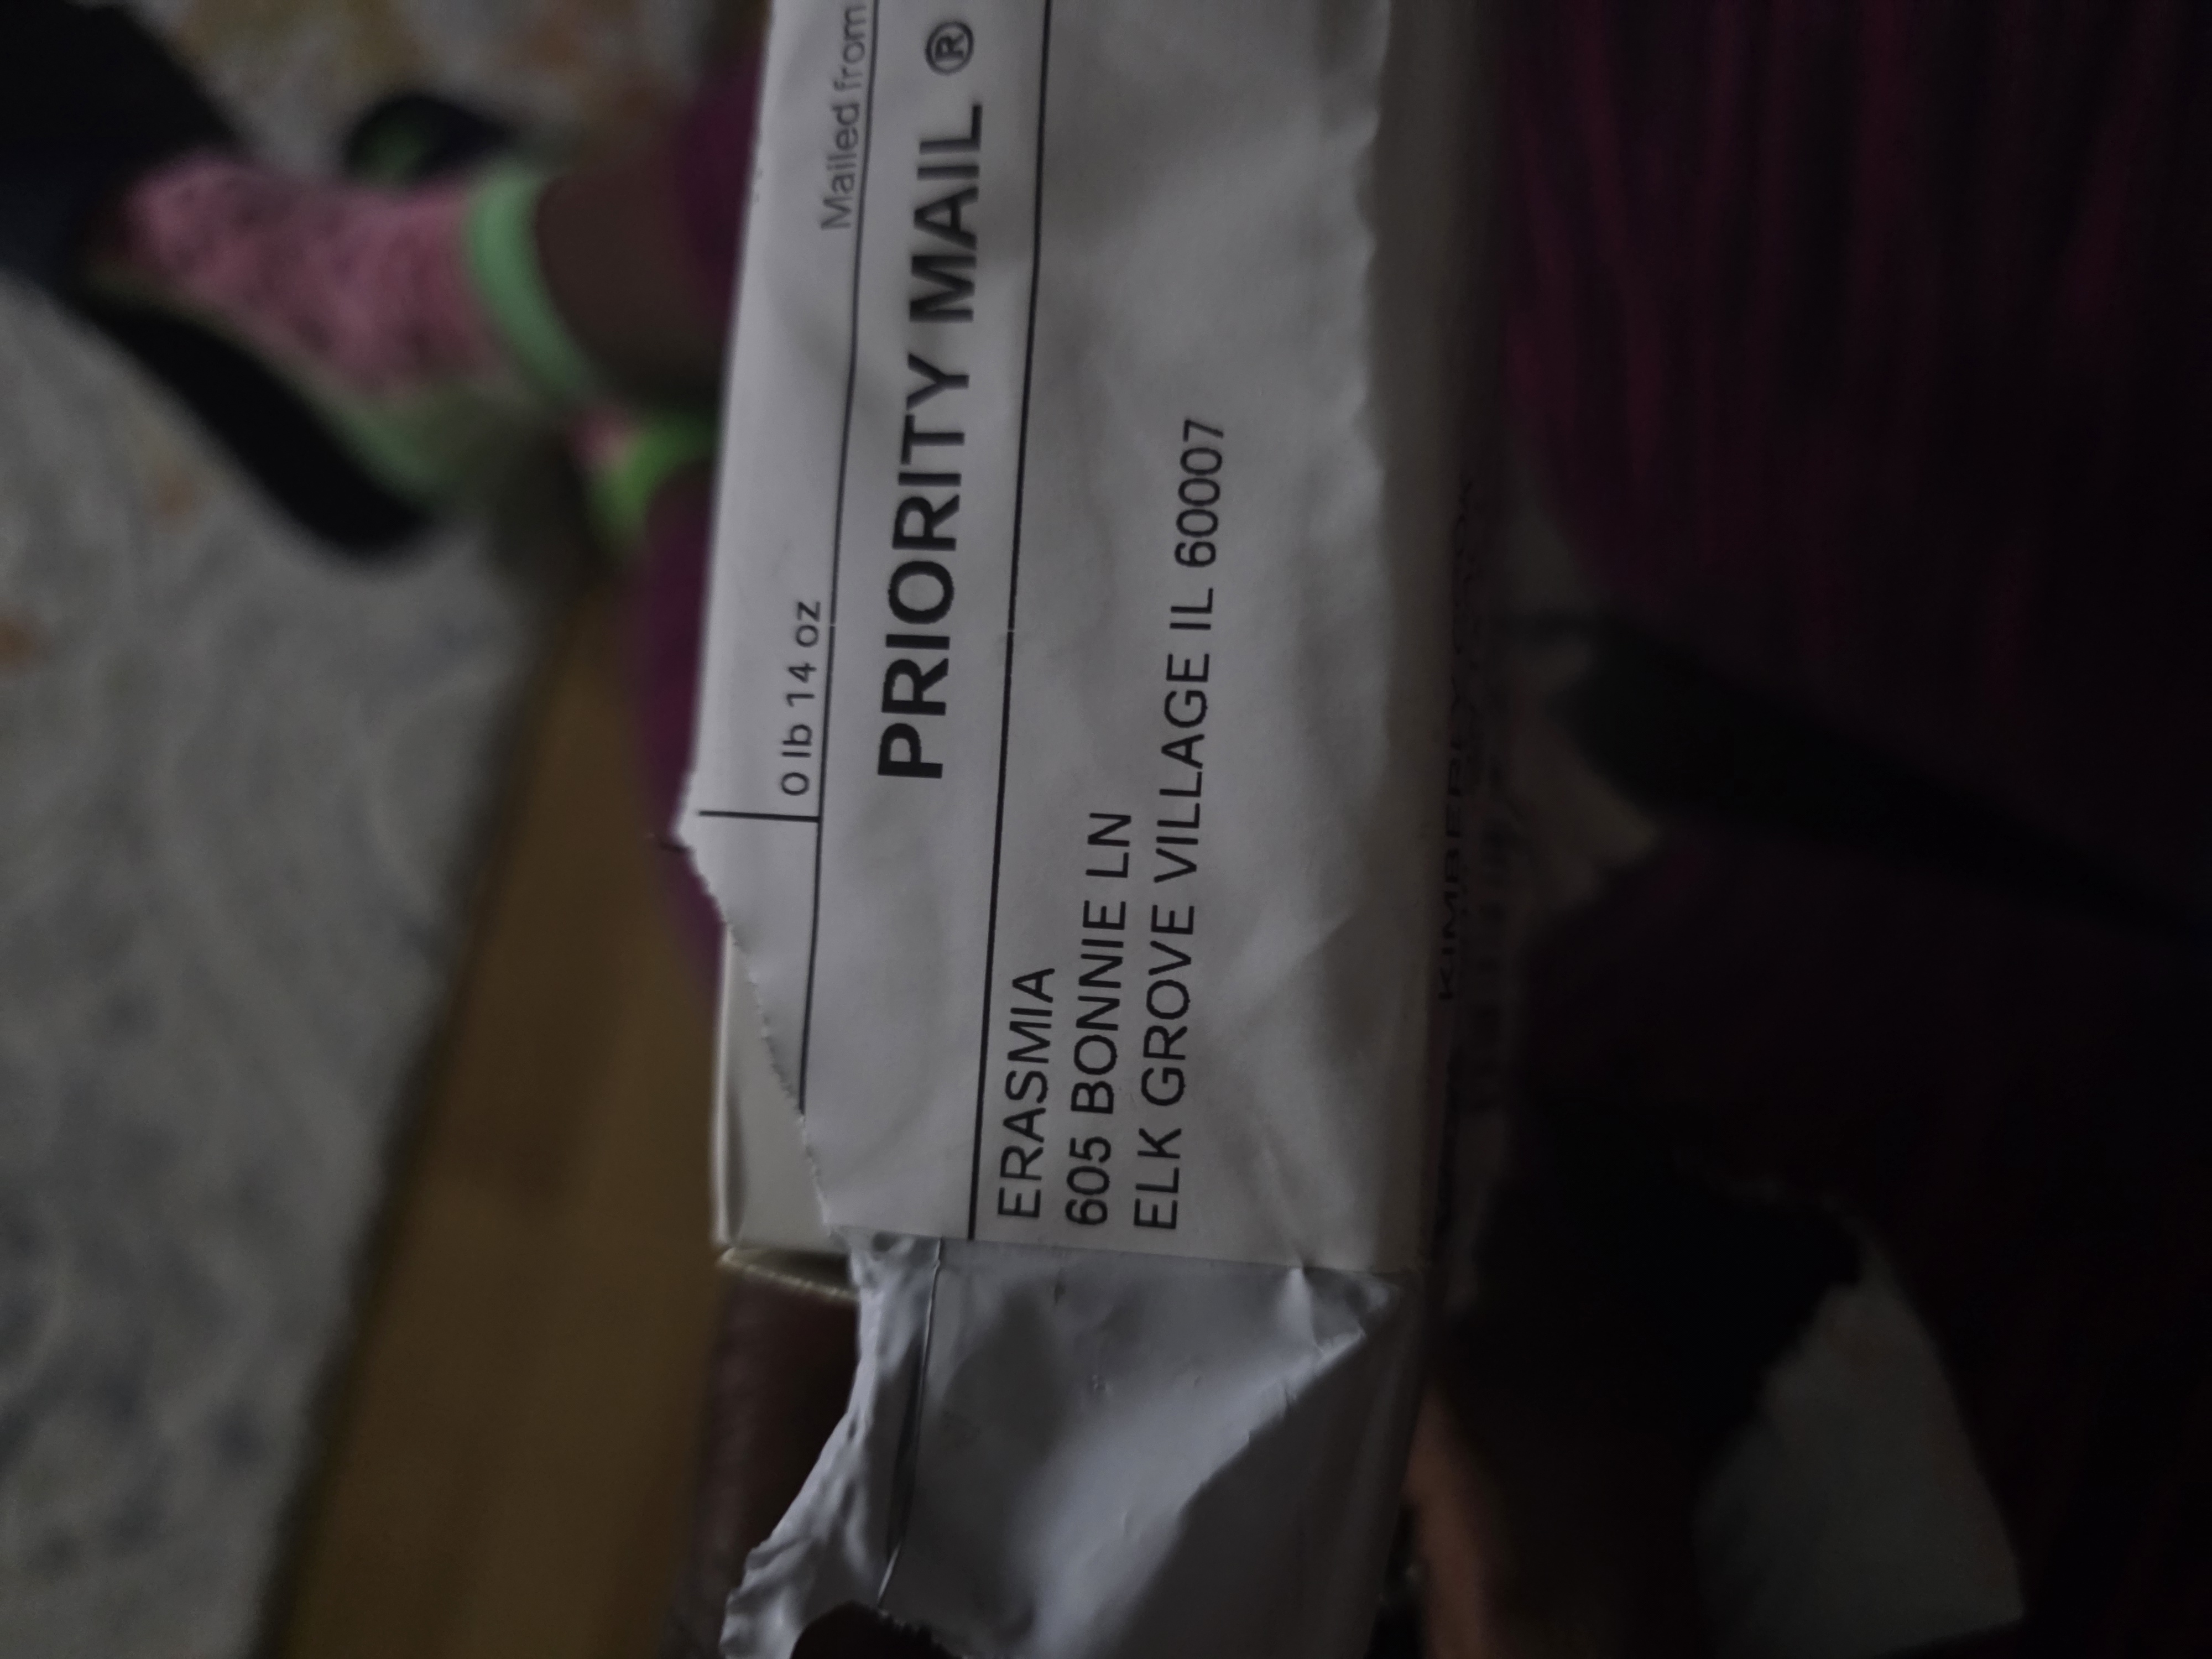 Mailed from
0 lb 14 oz
PRIORITY MAIL ®
ERASMIA
605 BONNIE LN
ELK GROVE VILLAGE IL 60007